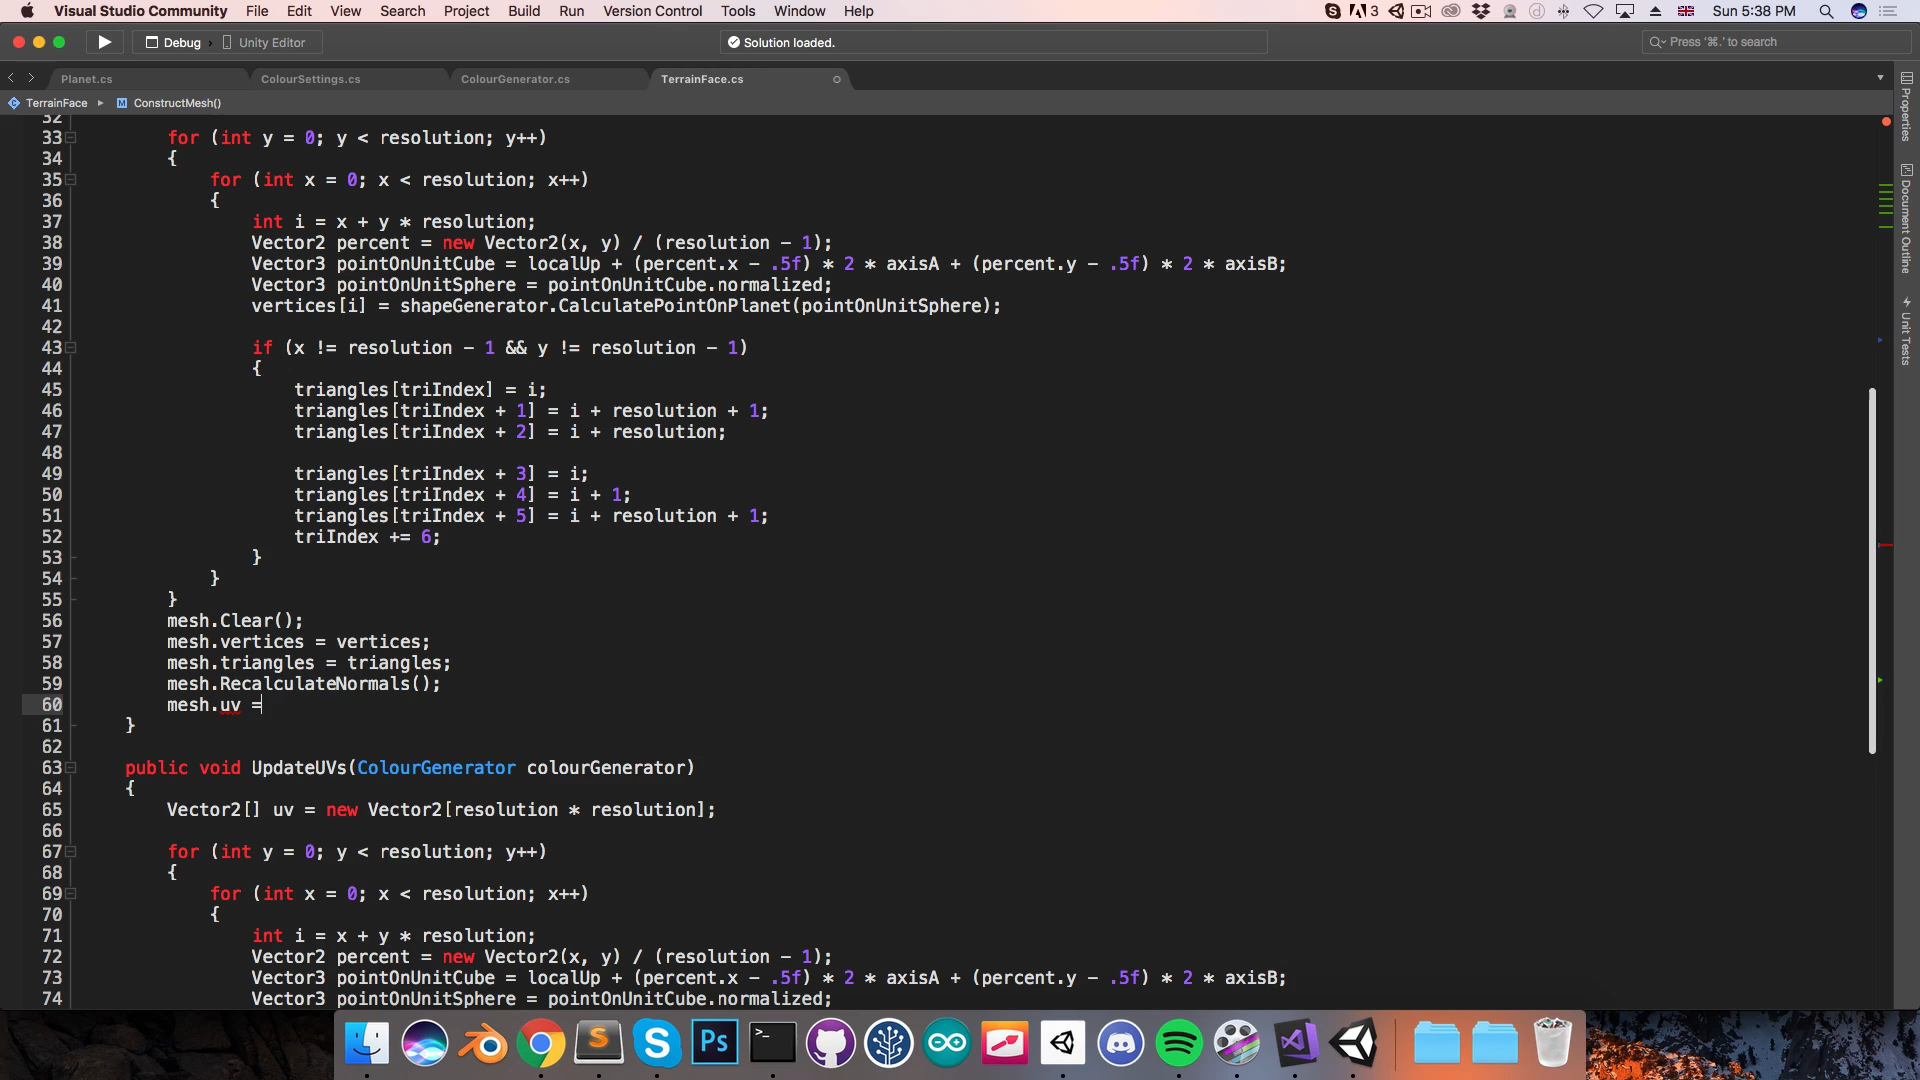 Visual Studio Community File Edit View Search Project Build Run Version Control Tools Window Help 3 Sun 5:38 PM
Debug › Unity Editor Solution loaded. Press '⌘.' to search
Planet.cs ColourSettings.cs ColourGenerator.cs TerrainFace.cs
TerrainFace ▸ M ConstructMesh()
32
33 for (int y = 0; y < resolution; y++)
34 {
35 for (int x = 0; x < resolution; x++)
36 {
37 int i = x + y * resolution;
38 Vector2 percent = new Vector2(x, y) / (resolution - 1);
39 Vector3 pointOnUnitCube = localUp + (percent.x - .5f) * 2 * axisA + (percent.y - .5f) * 2 * axisB;
40 Vector3 pointOnUnitSphere = pointOnUnitCube.normalized;
41 vertices[i] = shapeGenerator.CalculatePointOnPlanet(pointOnUnitSphere);
42
43 if (x != resolution - 1 && y != resolution - 1)
44 {
45 triangles[triIndex] = i;
46 triangles[triIndex + 1] = i + resolution + 1;
47 triangles[triIndex + 2] = i + resolution;
48
49 triangles[triIndex + 3] = i;
50 triangles[triIndex + 4] = i + 1;
51 triangles[triIndex + 5] = i + resolution + 1;
52 triIndex += 6;
53 }
54 }
55 }
56 mesh.Clear();
57 mesh.vertices = vertices;
58 mesh.triangles = triangles;
59 mesh.RecalculateNormals();
60 mesh.uv =
61 }
62
63 public void UpdateUVs(ColourGenerator colourGenerator)
64 {
65 Vector2[] uv = new Vector2[resolution * resolution];
66
67 for (int y = 0; y < resolution; y++)
68 {
69 for (int x = 0; x < resolution; x++)
70 {
71 int i = x + y * resolution;
72 Vector2 percent = new Vector2(x, y) / (resolution - 1);
73 Vector3 pointOnUnitCube = localUp + (percent.x - .5f) * 2 * axisA + (percent.y - .5f) * 2 * axisB;
74 Vector3 pointOnUnitSphere = pointOnUnitCube.normalized;
Properties
Document Outline
Unit Tests
S Ps >_